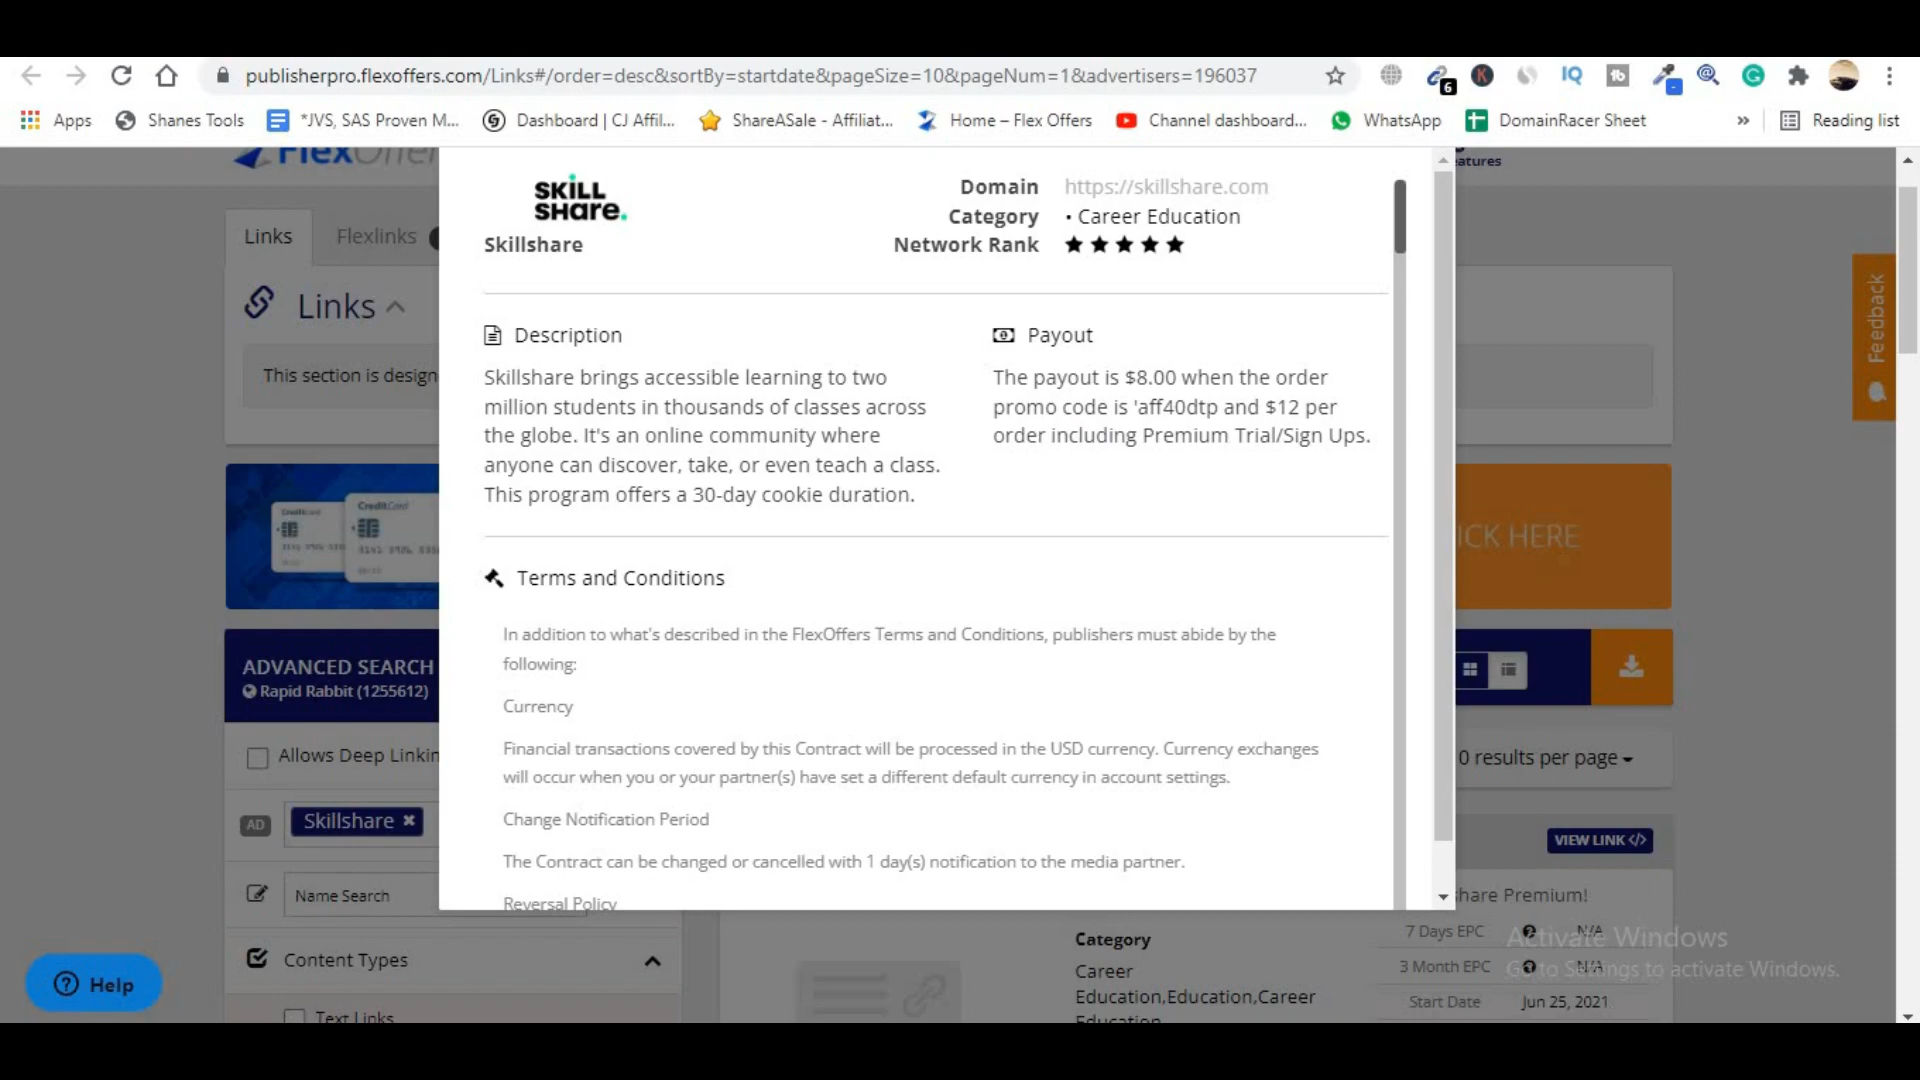 publisherpro.flexoffers.com/Links#/order=desc&sortBy=startdate&pageSize=10&pageNum=1&advertisers=196037
6
IQ
Apps
Shanes Tools
*JVS, SAS Proven M...
Dashboard | CJ Affil...
ShareASale - Affiliat...
Home – Flex Offers
Channel dashboard...
WhatsApp
DomainRacer Sheet
»
Reading list
eatures
SKILL
SHare.
Skillshare
Domain https://skillshare.com
Category • Career Education
Network Rank ★ ★ ★ ★ ★
Links
Flexlinks
Links
This section is design
Description
Skillshare brings accessible learning to two
million students in thousands of classes across
the globe. It's an online community where
anyone can discover, take, or even teach a class.
This program offers a 30-day cookie duration.
Payout
The payout is $8.00 when the order
promo code is 'aff40dtp and $12 per
order including Premium Trial/Sign Ups.
Feedback
ICK HERE
Terms and Conditions
In addition to what's described in the FlexOffers Terms and Conditions, publishers must abide by the
following:
Currency
Financial transactions covered by this Contract will be processed in the USD currency. Currency exchanges
will occur when you or your partner(s) have set a different default currency in account settings.
Change Notification Period
The Contract can be changed or cancelled with 1 day(s) notification to the media partner.
Reversal Policy
ADVANCED SEARCH
Rapid Rabbit (1255612)
Allows Deep Linkin
AD
Skillshare ✖
Name Search
Content Types
Text Links
Help
0 results per page
VIEW LINK </>
share Premium!
7 Days EPC N/A
3 Month EPC N/A
Start Date Jun 25, 2021
Category
Career
Education,Education,Career
Education
Activate Windows
Go to Settings to activate Windows.